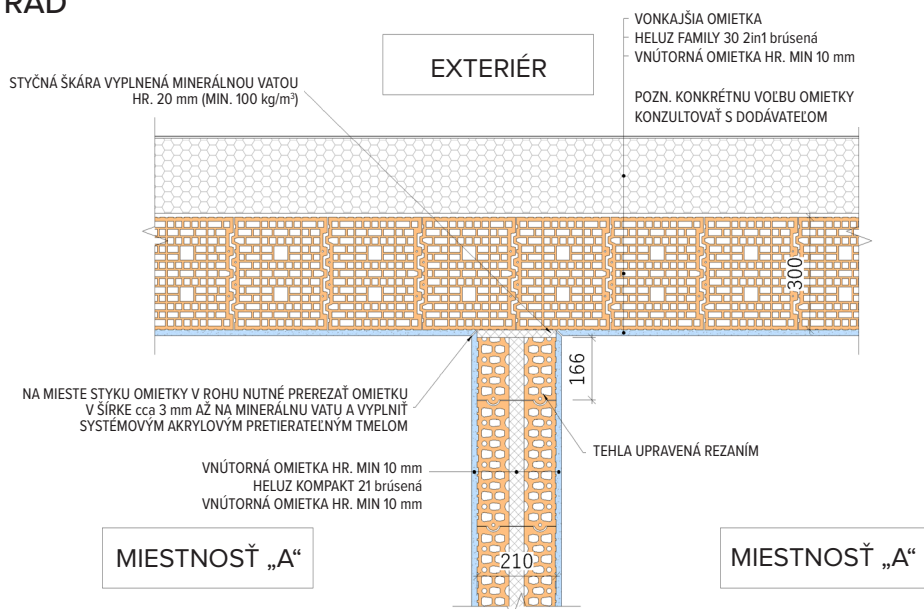 RAD
VONKAJŠIA OMIETKA
HELUZ FAMILY 30 2in1 brúsená
VNÚTORNÁ OMIETKA HR. MIN 10 mm
POZN. KONKRÉTNU VOĽBU OMIETKY
KONZULTOVAŤ S DODÁVATEĽOM
EXTERIÉR
STYČNÁ ŠKÁRA VYPLNENÁ MINERÁLNOU VATOU
HR. 20 mm (MIN. 100 kg/m³)
300
166
NA MIESTE STYKU OMIETKY V ROHU NUTNÉ PREREZAŤ OMIETKU
V ŠÍRKE cca 3 mm AŽ NA MINERÁLNU VATU A VYPLNIŤ
SYSTÉMOVÝM AKRYLOVÝM PRETIERATEĽNÝM TMELOM
TEHLA UPRAVENÁ REZANÍM
VNÚTORNÁ OMIETKA HR. MIN 10 mm
HELUZ KOMPAKT 21 brúsená
VNÚTORNÁ OMIETKA HR. MIN 10 mm
MIESTNOSŤ „A“
210
MIESTNOSŤ „A“